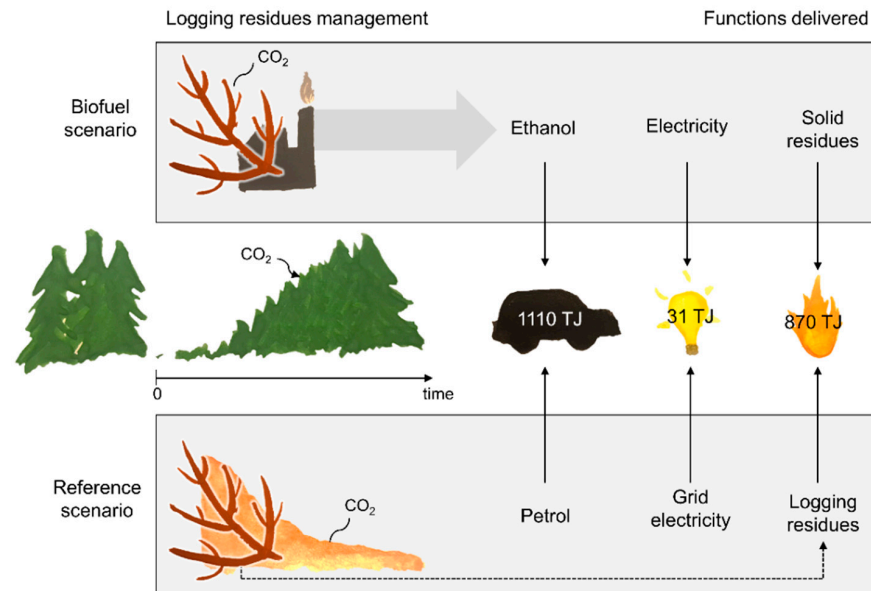 Logging residues management
Functions delivered
CO2
Biofuel
scenario
Ethanol
Electricity
Solid
residues
CO2
1110 TJ
31 TJ
870 TJ
0
time
Reference
scenario
CO2
Petrol
Grid
electricity
Logging
residues